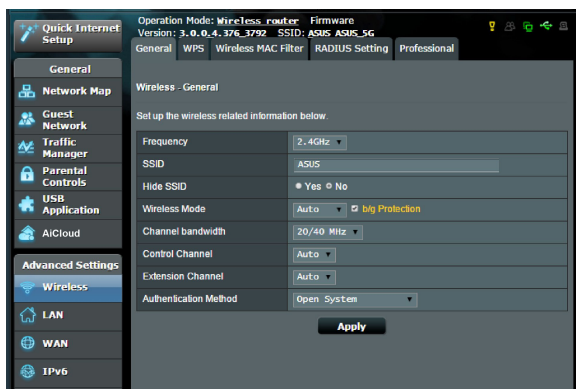 Quick Internet
Setup
Operation Mode: Wireless router Firmware
Version: 3.0.0.4.376_3792 SSID: ASUS ASUS_5G
General WPS Wireless MAC Filter RADIUS Setting Professional
General
Network Map
Guest
Network
Traffic
Manager
Parental
Controls
USB
Application
AiCloud
Advanced Settings
Wireless
LAN
WAN
IPv6
Wireless - General
Set up the wireless related information below.
Frequency 2.4GHz
SSID ASUS
Hide SSID Yes No
Wireless Mode Auto b/g Protection
Channel bandwidth 20/40 MHz
Control Channel Auto
Extension Channel Auto
Authentication Method Open System
Apply